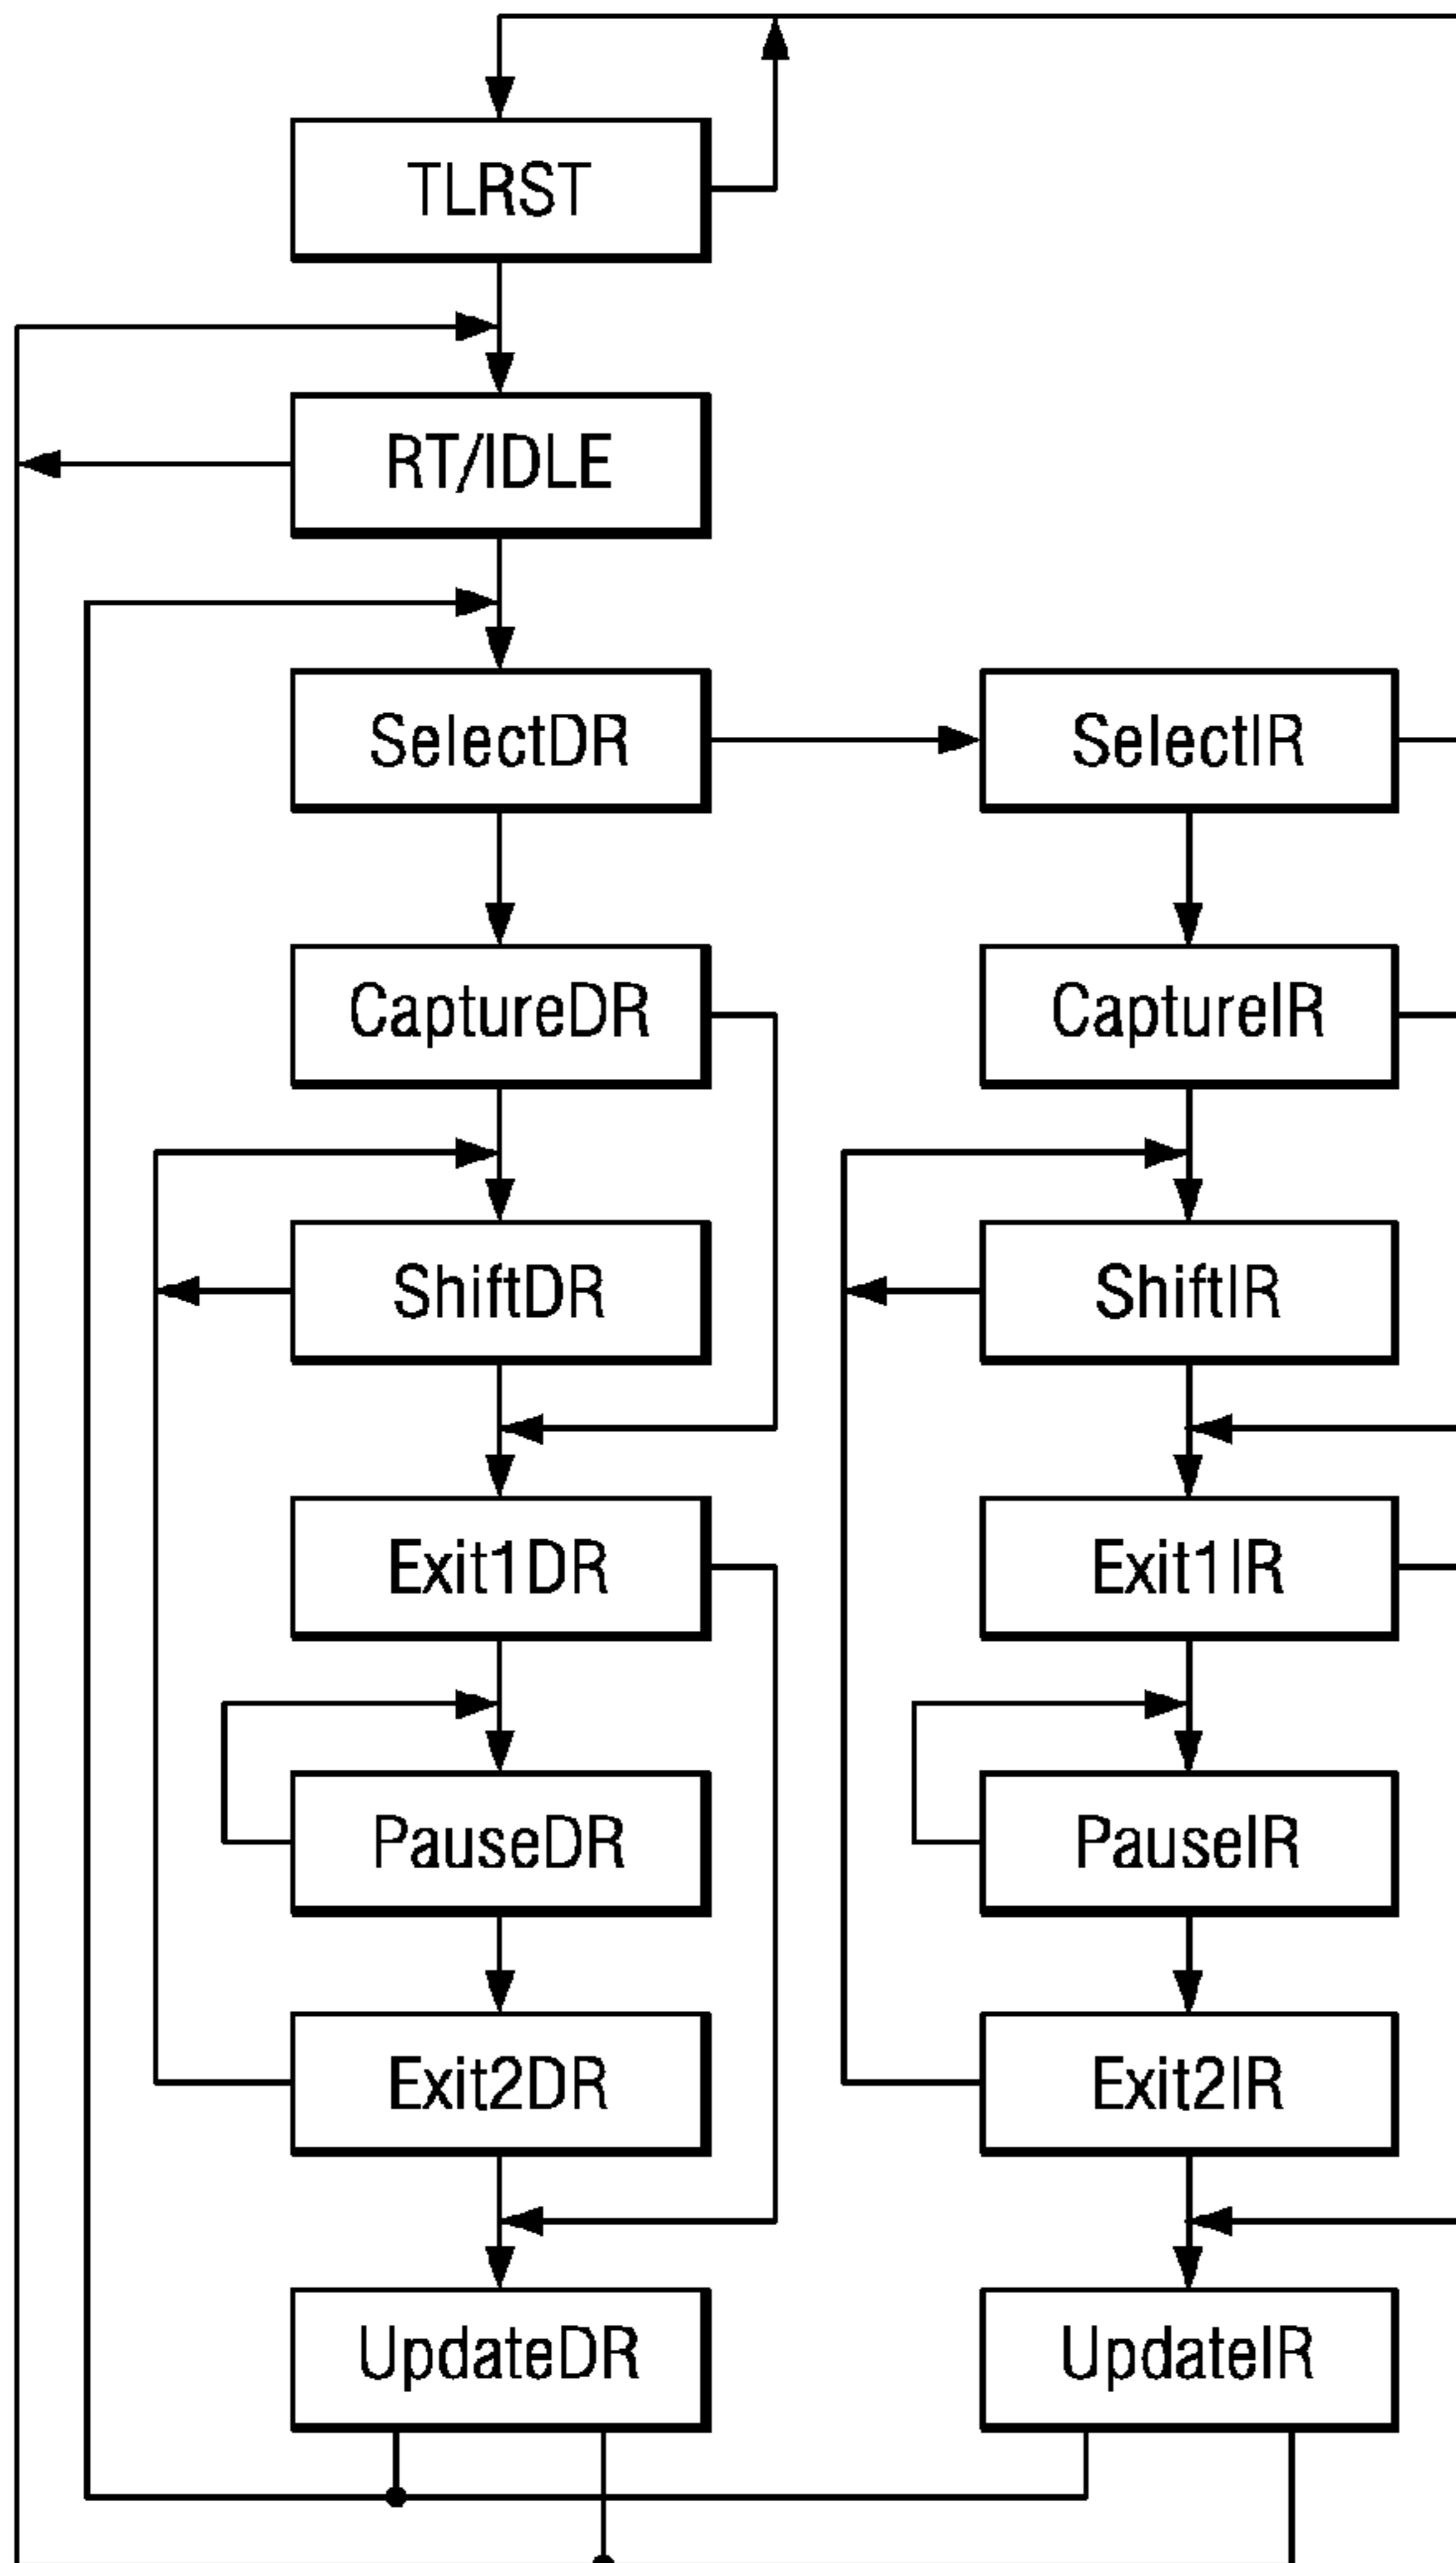 TLRST
RT/IDLE
SelectDR
SelectIR
CaptureDR
CaptureIR
ShiftDR
ShiftIR
Exit1DR
Exit1IR
PauseDR
PauseIR
Exit2DR
Exit2IR
UpdateDR
UpdateIR